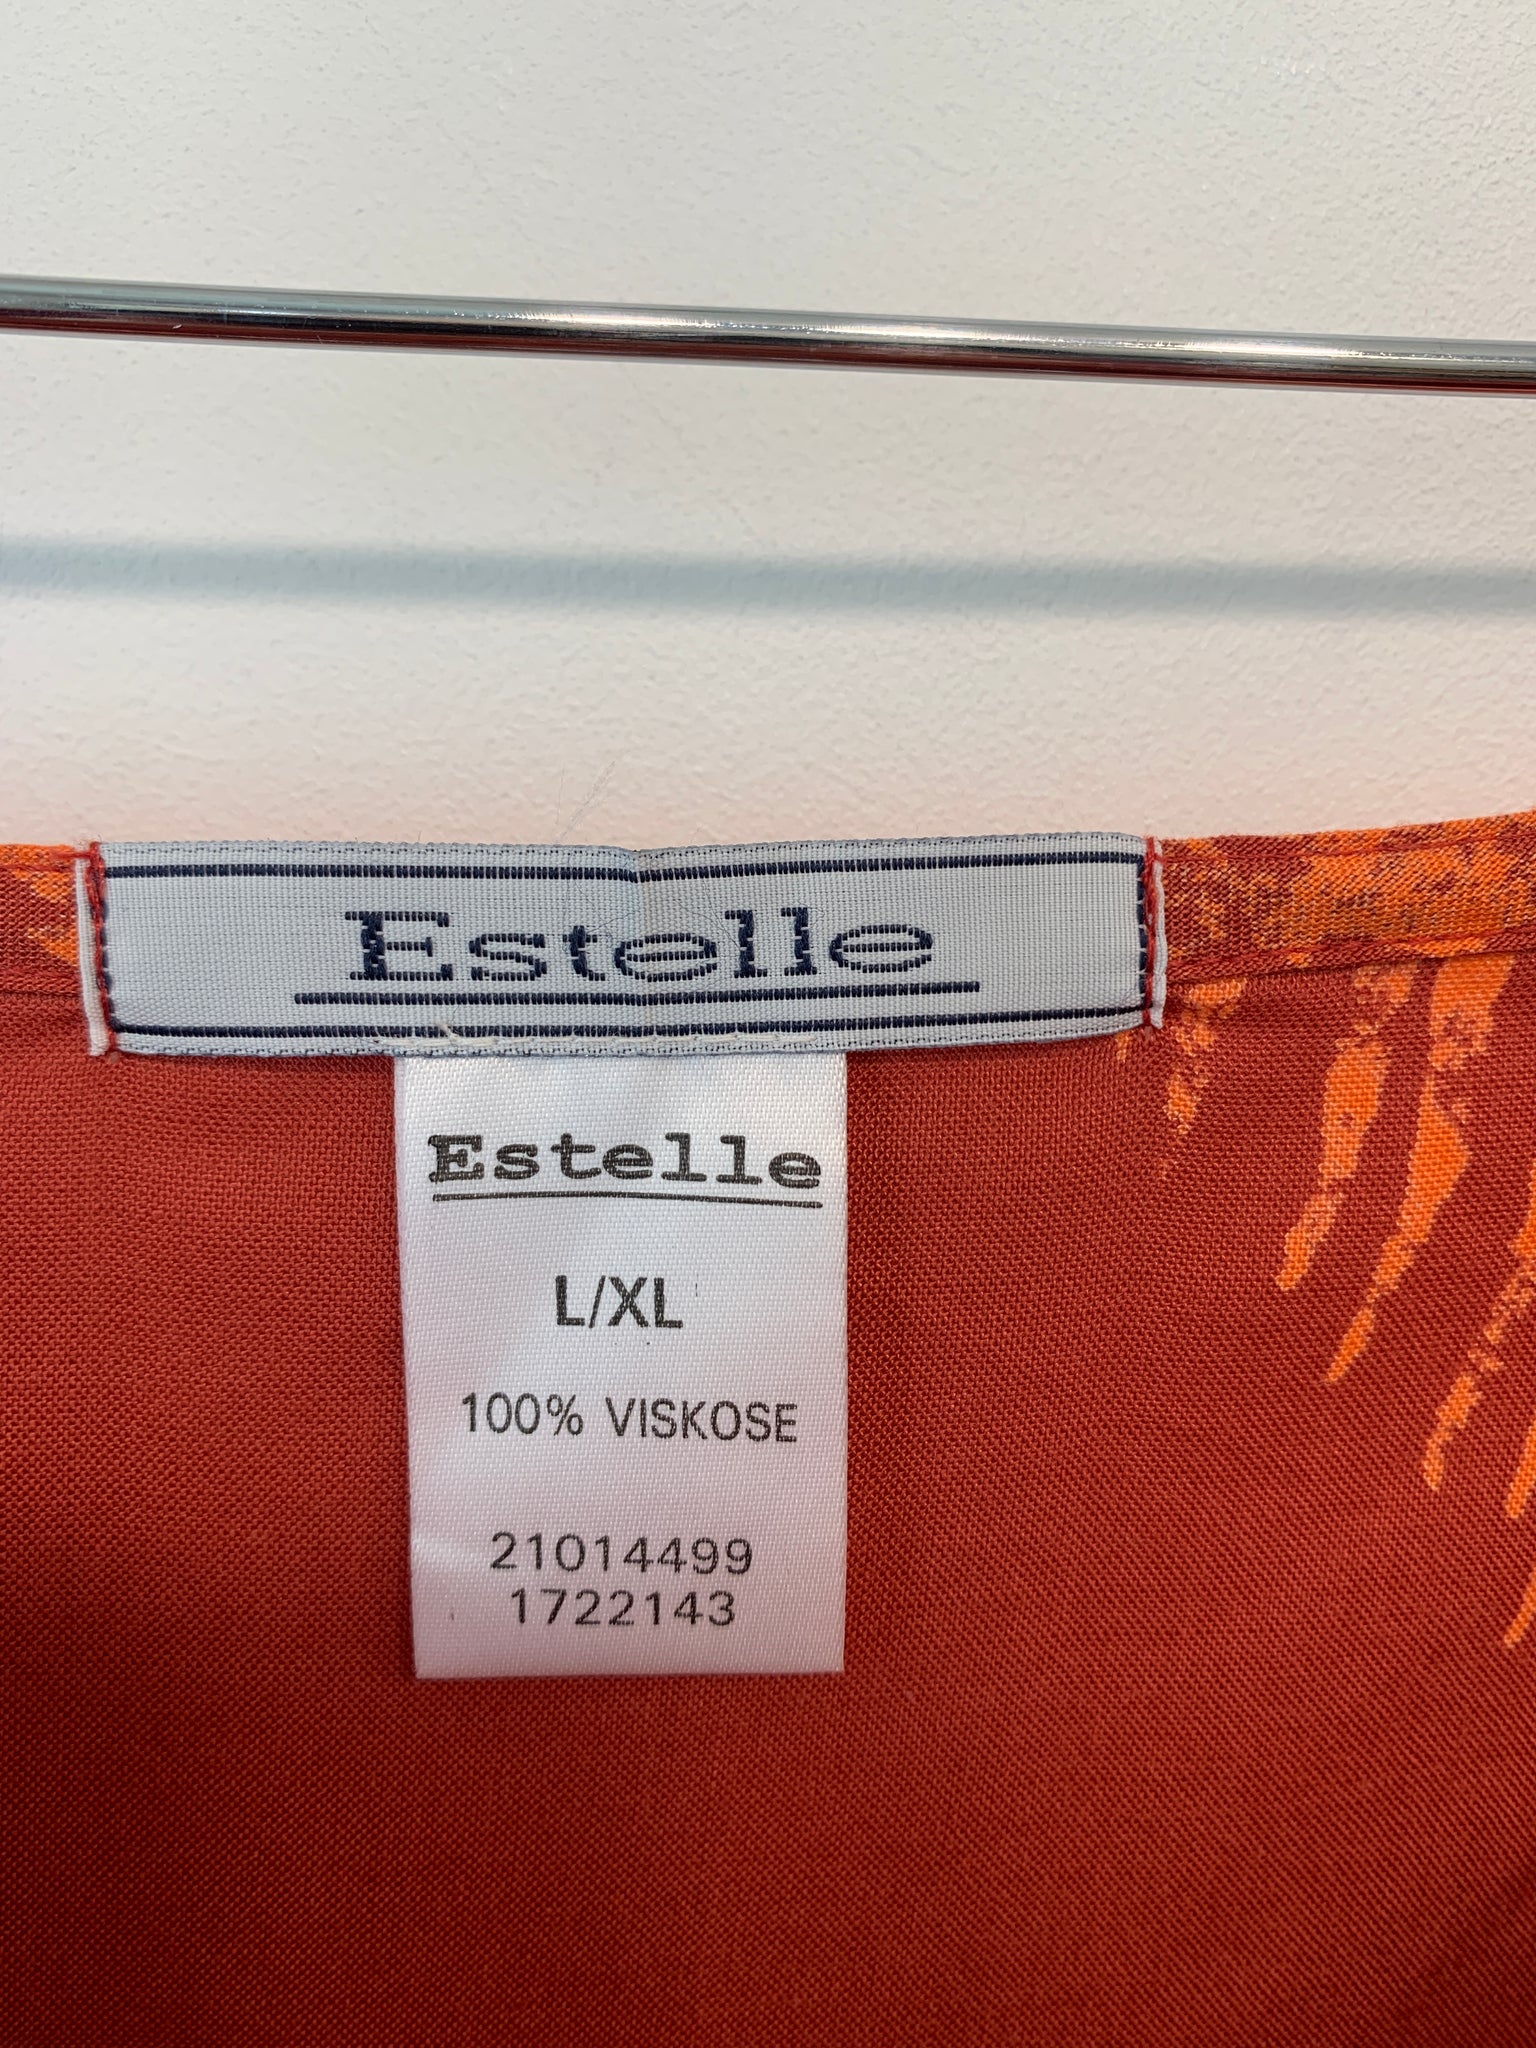 Estelle
Estelle
L/XL
100% VISKOSE
21014499
1722143